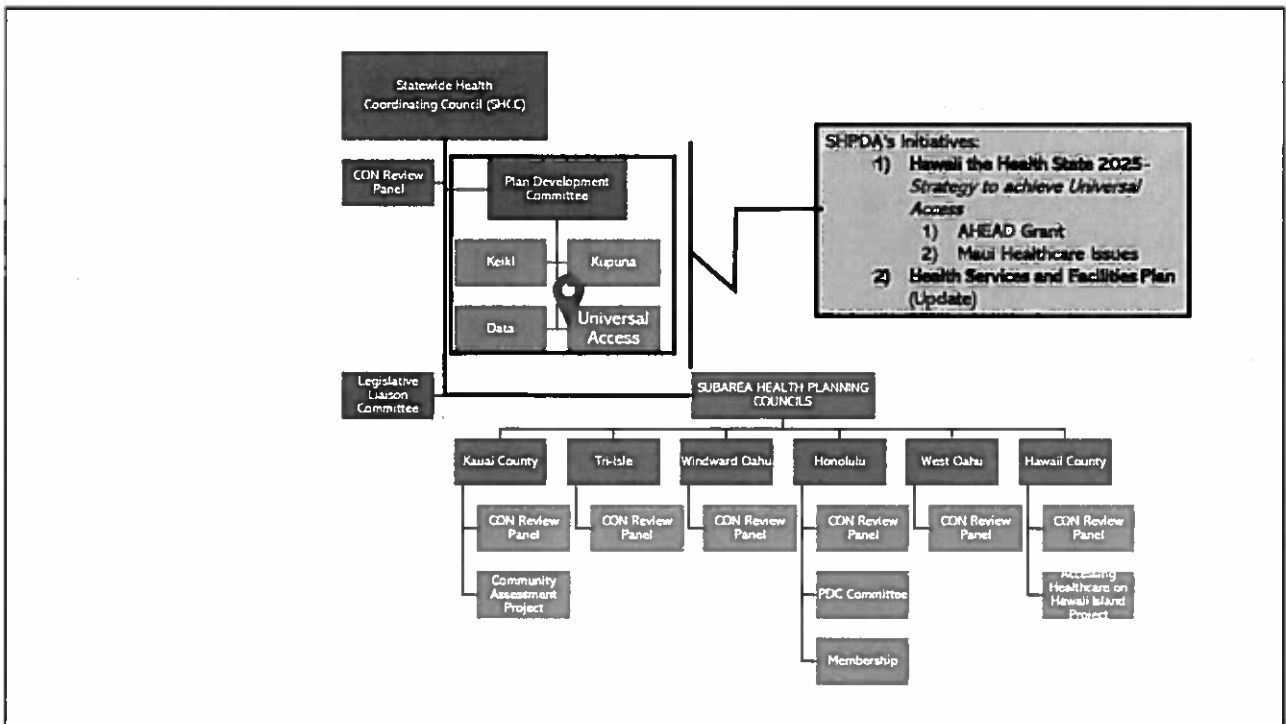 Statewide Health
Coordinating Council (SHCC)
CON Review
Panel
Plan Development
Committee
Keiki
Kupuna
Data
Universal
Access
SHPDA's Initiatives:
1) Hawaii the Health State 2025-
Strategy to achieve Universal
Access
1) AHEAD Grant
2) Maui Healthcare Issues
2) Health Services and Facilities Plan
(Update)
Legislative
Liaison
Committee
SUBAREA HEALTH PLANNING
COUNCILS
Kauai County
Tri-Isle
Windward Oahu
Honolulu
West Oahu
Hawaii County
CON Review
Panel
CON Review
Panel
CON Review
Panel
CON Review
Panel
CON Review
Panel
CON Review
Panel
Community
Assessment
Project
PDC Committee
Accessing
Healthcare on
Hawaii Island
Project
Membership